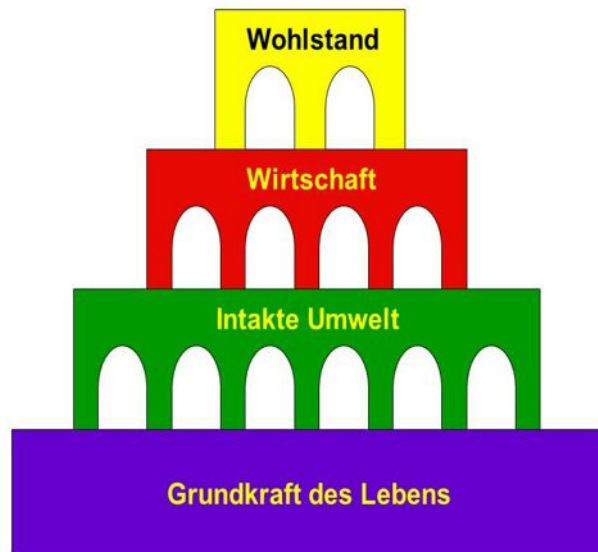 Wohlstand
Wirtschaft
Intakte Umwelt
Grundkraft des Lebens